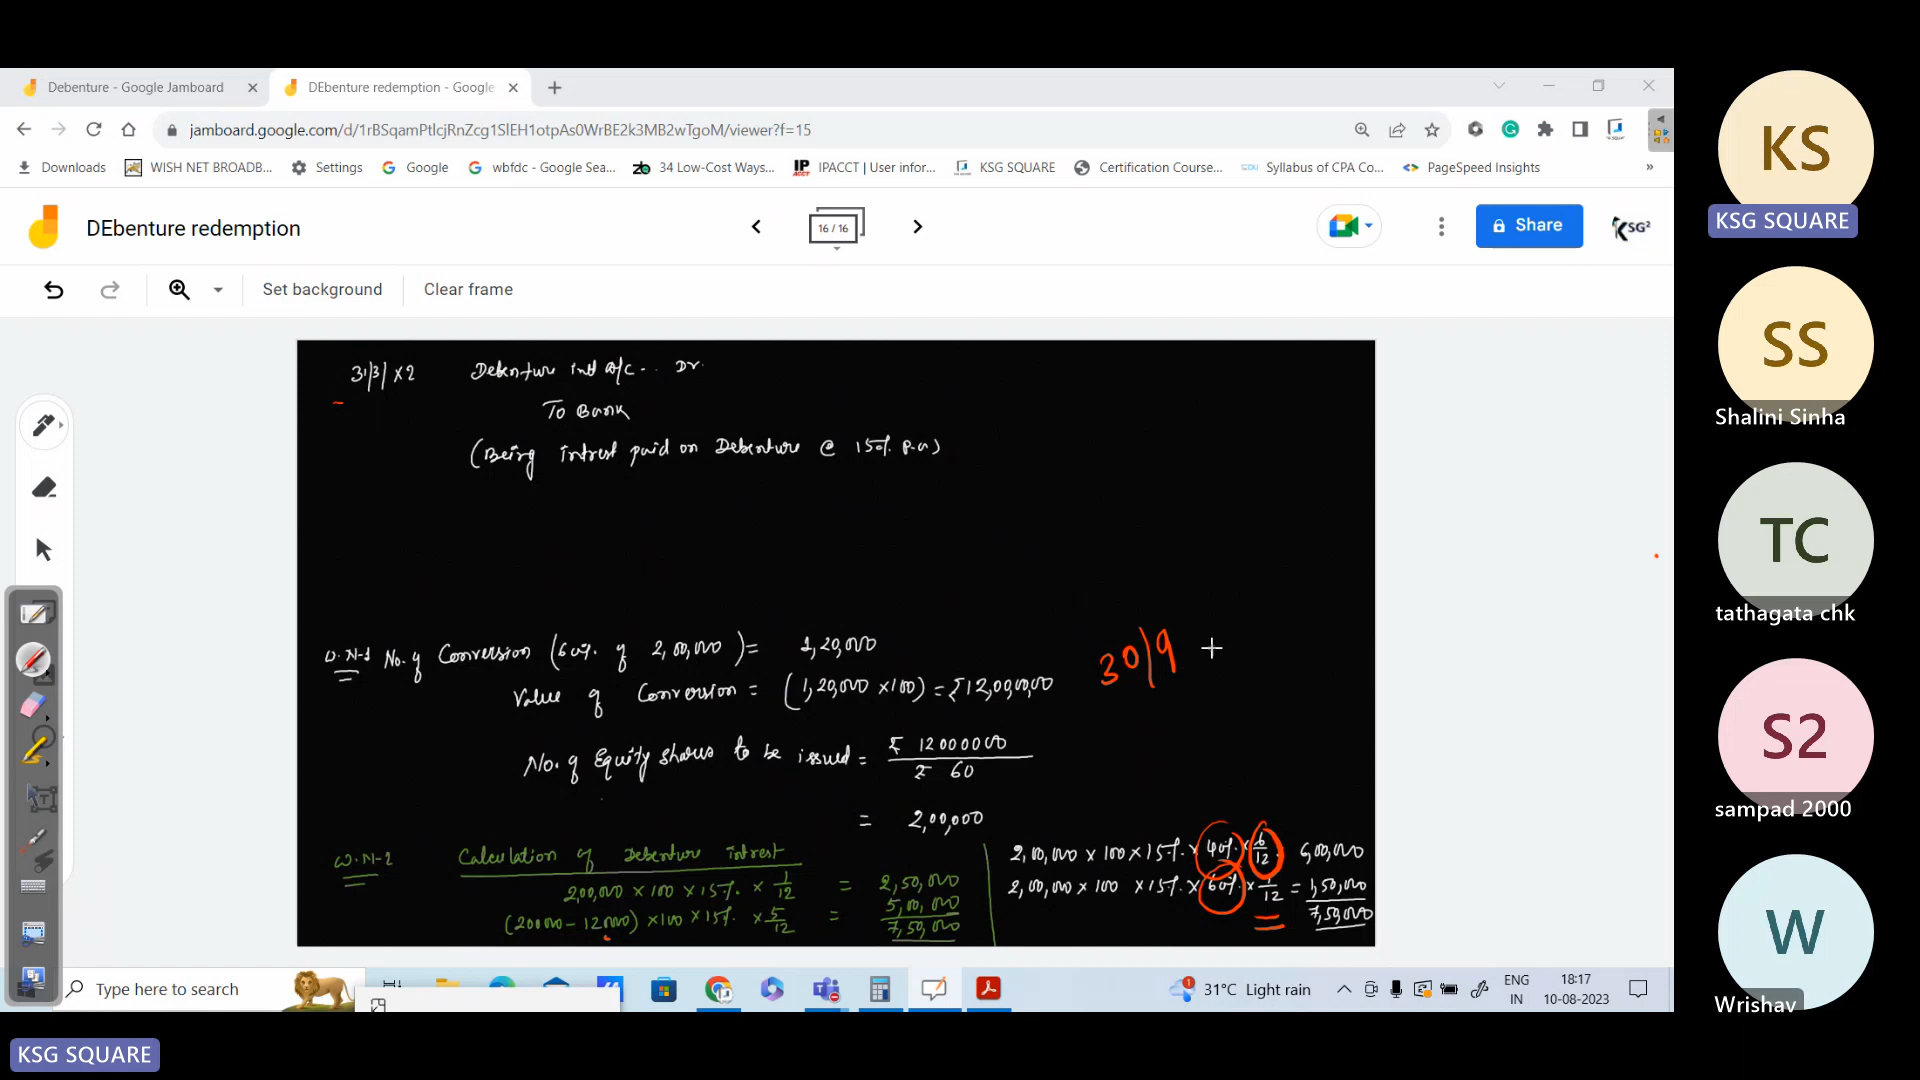 Debenture - Google Jamboard
DEbenture redemption - Google
jamboard.google.com/d/1rBSqamPtlcjRnZcg1SlEH1otpAs0WrBE2k3MB2wTgoM/viewer?f=15
Downloads WISH NET BROADB... Settings Google wbfdc - Google Sea... 34 Low-Cost Ways... IPACCT | User infor... KSG SQUARE Certification Course... Syllabus of CPA Co... PageSpeed Insights »
DEbenture redemption
16 / 16
Share
KSG²
Set background Clear frame
31/3/X2 Debenture int A/C - . Dr.
To Bank
(Being intrest paid on Debenture @ 15%. p.a)
W.N-1 No. of Conversion (60%. of 2,00,000) = 1,20,000
Value of Conversion = (1,20,000 ×100) = ₹12,00,00,00
30/9
No. of Equity shares to be issued = ₹ 12000000
₹ 60
= 2,00,000
W.N-2 Calculation of Debenture intrest
200,000 × 100 × 15%. × 1/12 = 2,50,000
(200000 - 12000) × 100 × 15%. × 5/12 = 5,00,000
7,50,000
2,00,000 × 100 × 15%. × 40%. × 6/12 6,00,000
2,00,000 × 100 × 15%. × 60%. × 1/12 = 1,50,000
7,50,000
Type here to search
1
31°C Light rain
ENG
IN
18:17
10-08-2023
KS
KSG SQUARE
SS
Shalini Sinha
TC
tathagata chk
S2
sampad 2000
W
Wrishav
KSG SQUARE